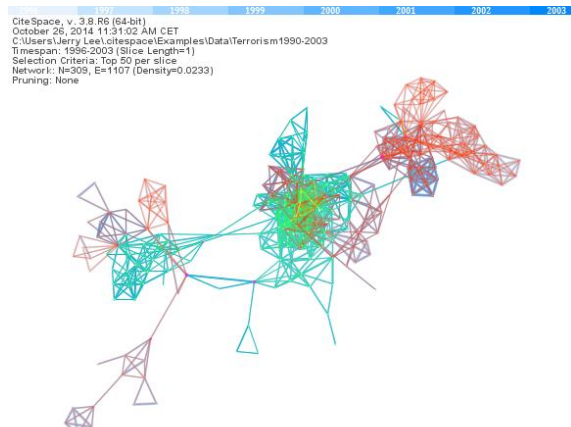 1996 1997 1998 1999 2000 2001 2002 2003
CiteSpace, v. 3.8.R6 (64-bit)
October 26, 2014 11:31:02 AM CET
C:\Users\Jerry Lee\.citespace\Examples\Data\Terrorism1990-2003
Timespan: 1996-2003 (Slice Length=1)
Selection Criteria: Top 50 per slice
Network: N=309, E=1107 (Density=0.0233)
Pruning: None